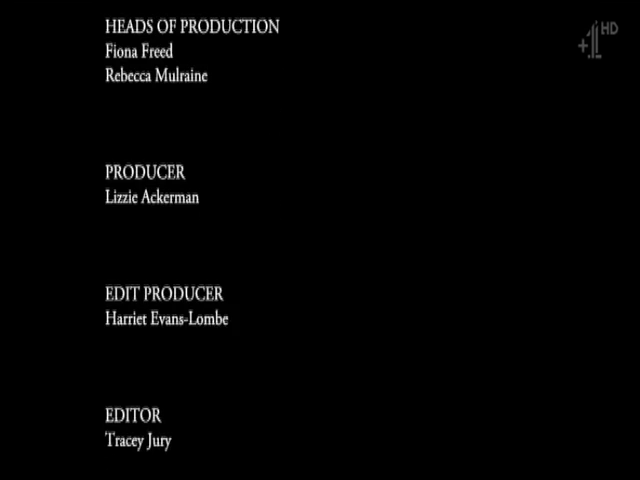 HEADS OF PRODUCTION
Fiona Freed
Rebecca Mulraine
PRODUCER
Lizzie Ackerman
EDIT PRODUCER
Harriet Evans-Lombe
EDITOR
Tracey Jury
+1 HD